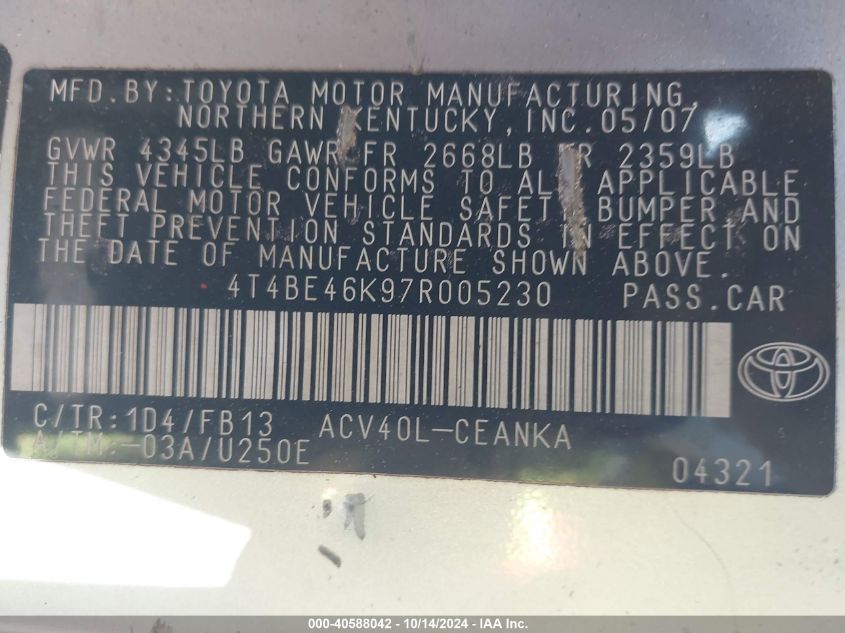 MFD. BY: TOYOTA MOTOR MANUFACTURING,
NORTHERN KENTUCKY, INC. 05/07
GVWR 4345LB GAWR FR 2668LB RR 2359LB
THIS VEHICLE CONFORMS TO ALL APPLICABLE
FEDERAL MOTOR VEHICLE SAFETY BUMPER AND
THEFT PREVENTION STANDARDS IN EFFECT ON
THE DATE OF MANUFACTURE SHOWN ABOVE.
4T4BE46K97R005230 PASS.CAR
C/TR:1D4/FB13 ACV40L-CEANKA
A/TM:-03A/U250E
04321
000-40588042 - 10/14/2024 - IAA Inc.